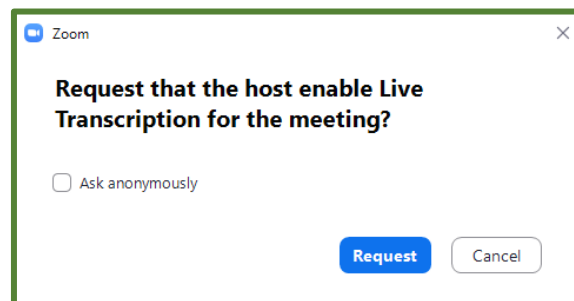 Zoom
Request that the host enable Live
Transcription for the meeting?
Ask anonymously
Request Cancel